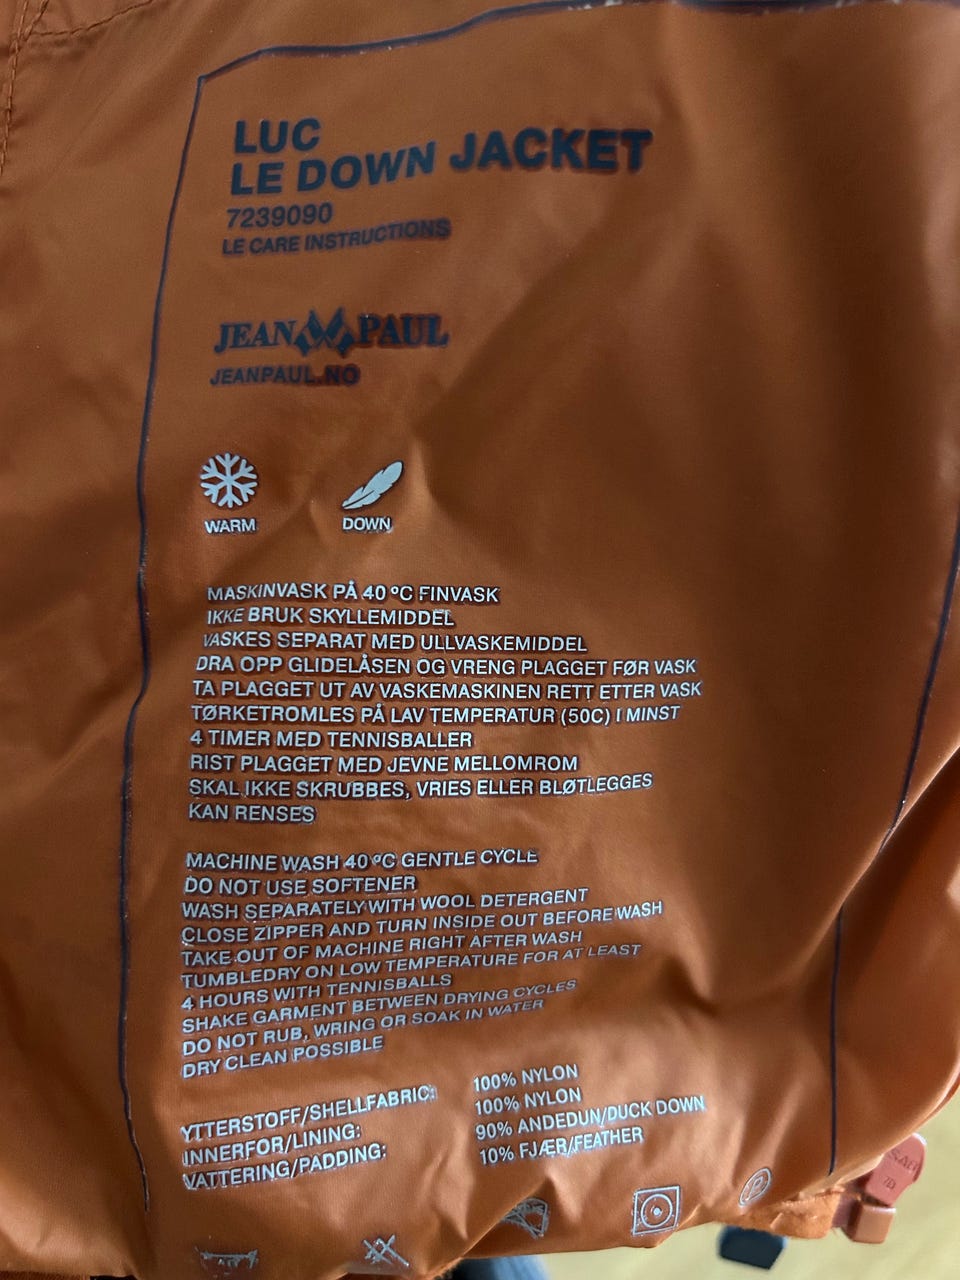 LUC
LE DOWN JACKET
7239090
LE CARE INSTRUCTIONS
JEAN PAUL
JEANPAUL.NO
WARM DOWN
MASKINVASK PÅ 40 ºC FINVASK
IKKE BRUK SKYLLEMIDDEL
VASKES SEPARAT MED ULLVASKEMIDDEL
DRA OPP GLIDELÅSEN OG VRENG PLAGGET FØR VASK
TA PLAGGET UT AV VASKEMASKINEN RETT ETTER VASK
TØRKETROMLES PÅ LAV TEMPERATUR (50C) I MINST
4 TIMER MED TENNISBALLER
RIST PLAGGET MED JEVNE MELLOMROM
SKAL IKKE SKRUBBES, VRIES ELLER BLØTLEGGES
KAN RENSES
MACHINE WASH 40 ºC GENTLE CYCLE
DO NOT USE SOFTENER
WASH SEPARATELY WITH WOOL DETERGENT
CLOSE ZIPPER AND TURN INSIDE OUT BEFORE WASH
TAKE OUT OF MACHINE RIGHT AFTER WASH
TUMBLEDRY ON LOW TEMPERATURE FOR AT LEAST
4 HOURS WITH TENNISBALLS
SHAKE GARMENT BETWEEN DRYING CYCLES
DO NOT RUB, WRING OR SOAK IN WATER
DRY CLEAN POSSIBLE
YTTERSTOFF/SHELLFABRIC: 100% NYLON
INNERFOR/LINING: 100% NYLON
VATTERING/PADDING: 90% ANDEDUN/DUCK DOWN
10% FJÆR/FEATHER
P